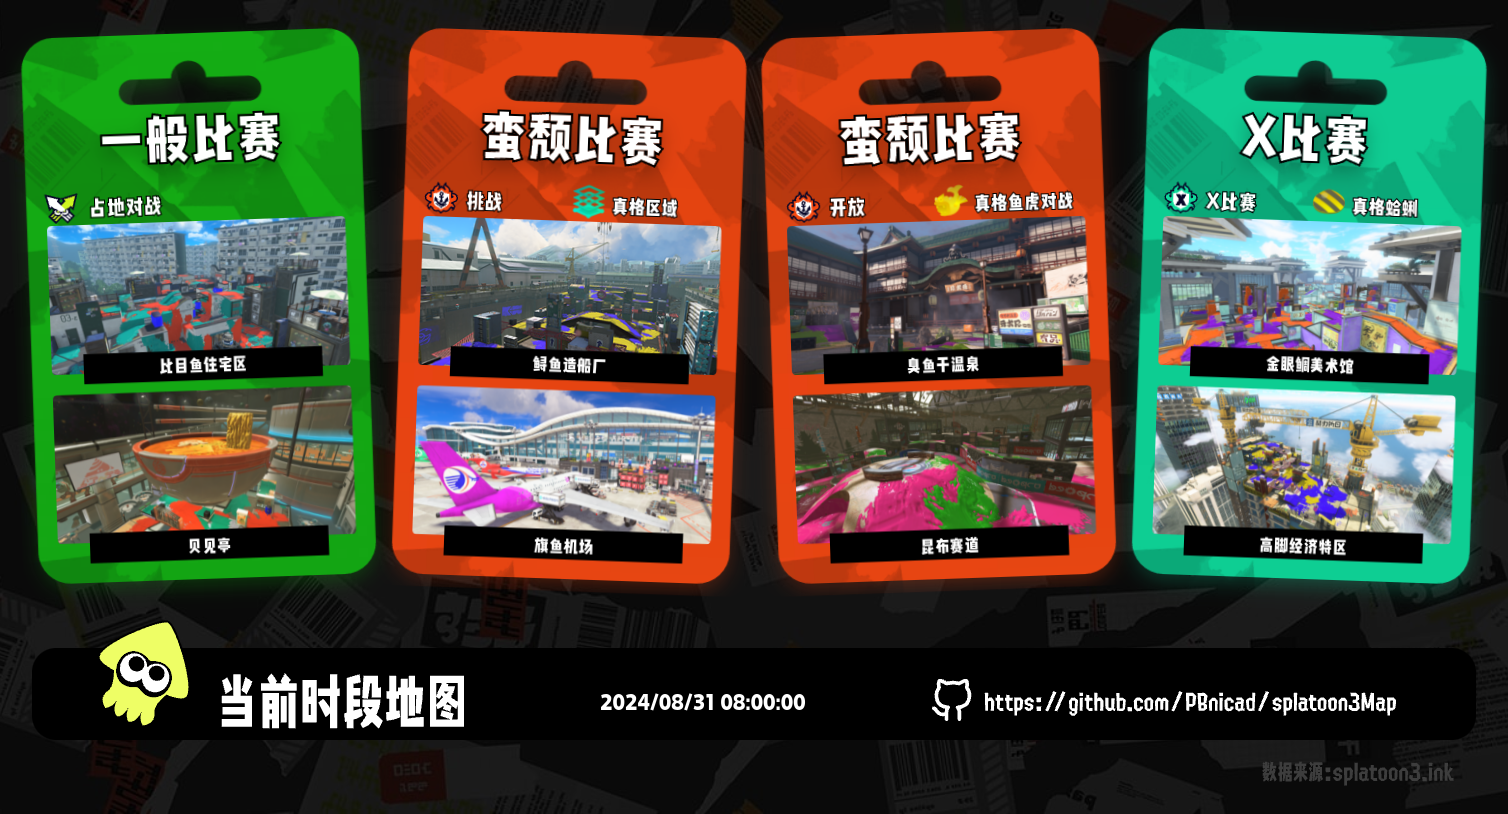 一般比赛
占地对战
比目鱼住宅区
贝见亭
蛮颓比赛
挑战
真格区域
鲟鱼造船厂
旗鱼机场
蛮颓比赛
开放
真格鱼虎对战
臭鱼干温泉
昆布赛道
X比赛
X比赛
真格蛤蜊
金眼鲷美术馆
高脚经济特区
当前时段地图
2024/08/31 08:00:00
https://github.com/PBnicad/splatoon3Map
数据来源:splatoon3.ink